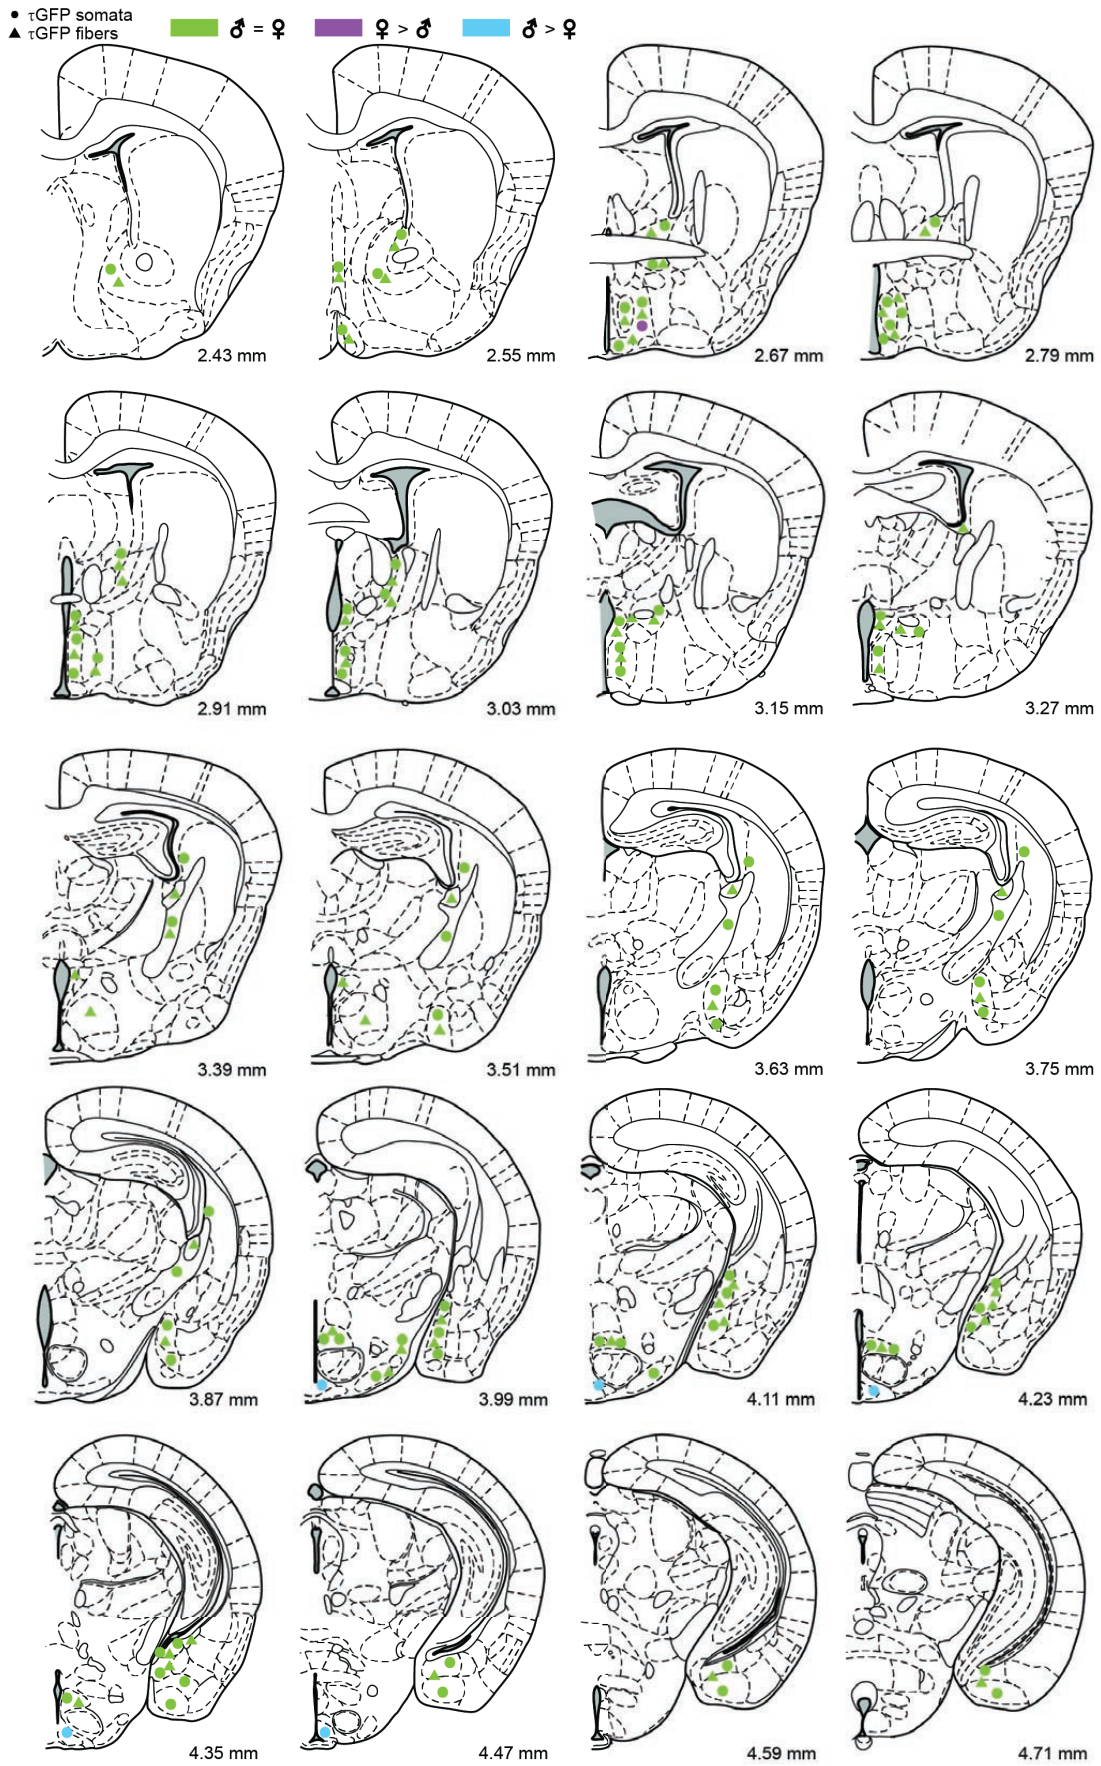 ● τGFP somata
▲ τGFP fibers
♂ = ♀
♀ > ♂
♂ > ♀
2.43 mm
2.55 mm
2.67 mm
2.79 mm
2.91 mm
3.03 mm
3.15 mm
3.27 mm
3.39 mm
3.51 mm
3.63 mm
3.75 mm
3.87 mm
3.99 mm
4.11 mm
4.23 mm
4.35 mm
4.47 mm
4.59 mm
4.71 mm